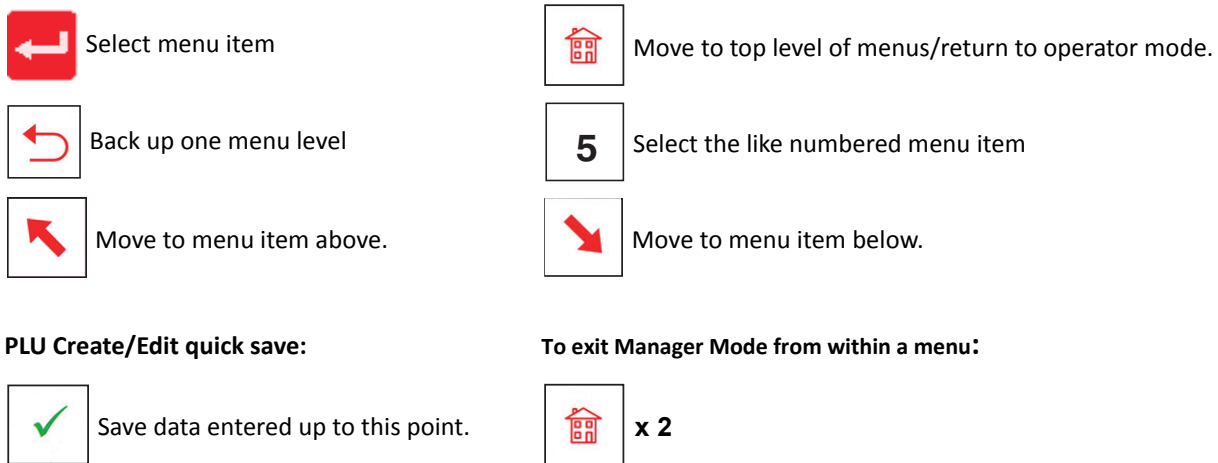 Select menu item
Move to top level of menus/return to operator mode.
Back up one menu level
5
Select the like numbered menu item
Move to menu item above.
Move to menu item below.
PLU Create/Edit quick save:
To exit Manager Mode from within a menu:
Save data entered up to this point.
x 2